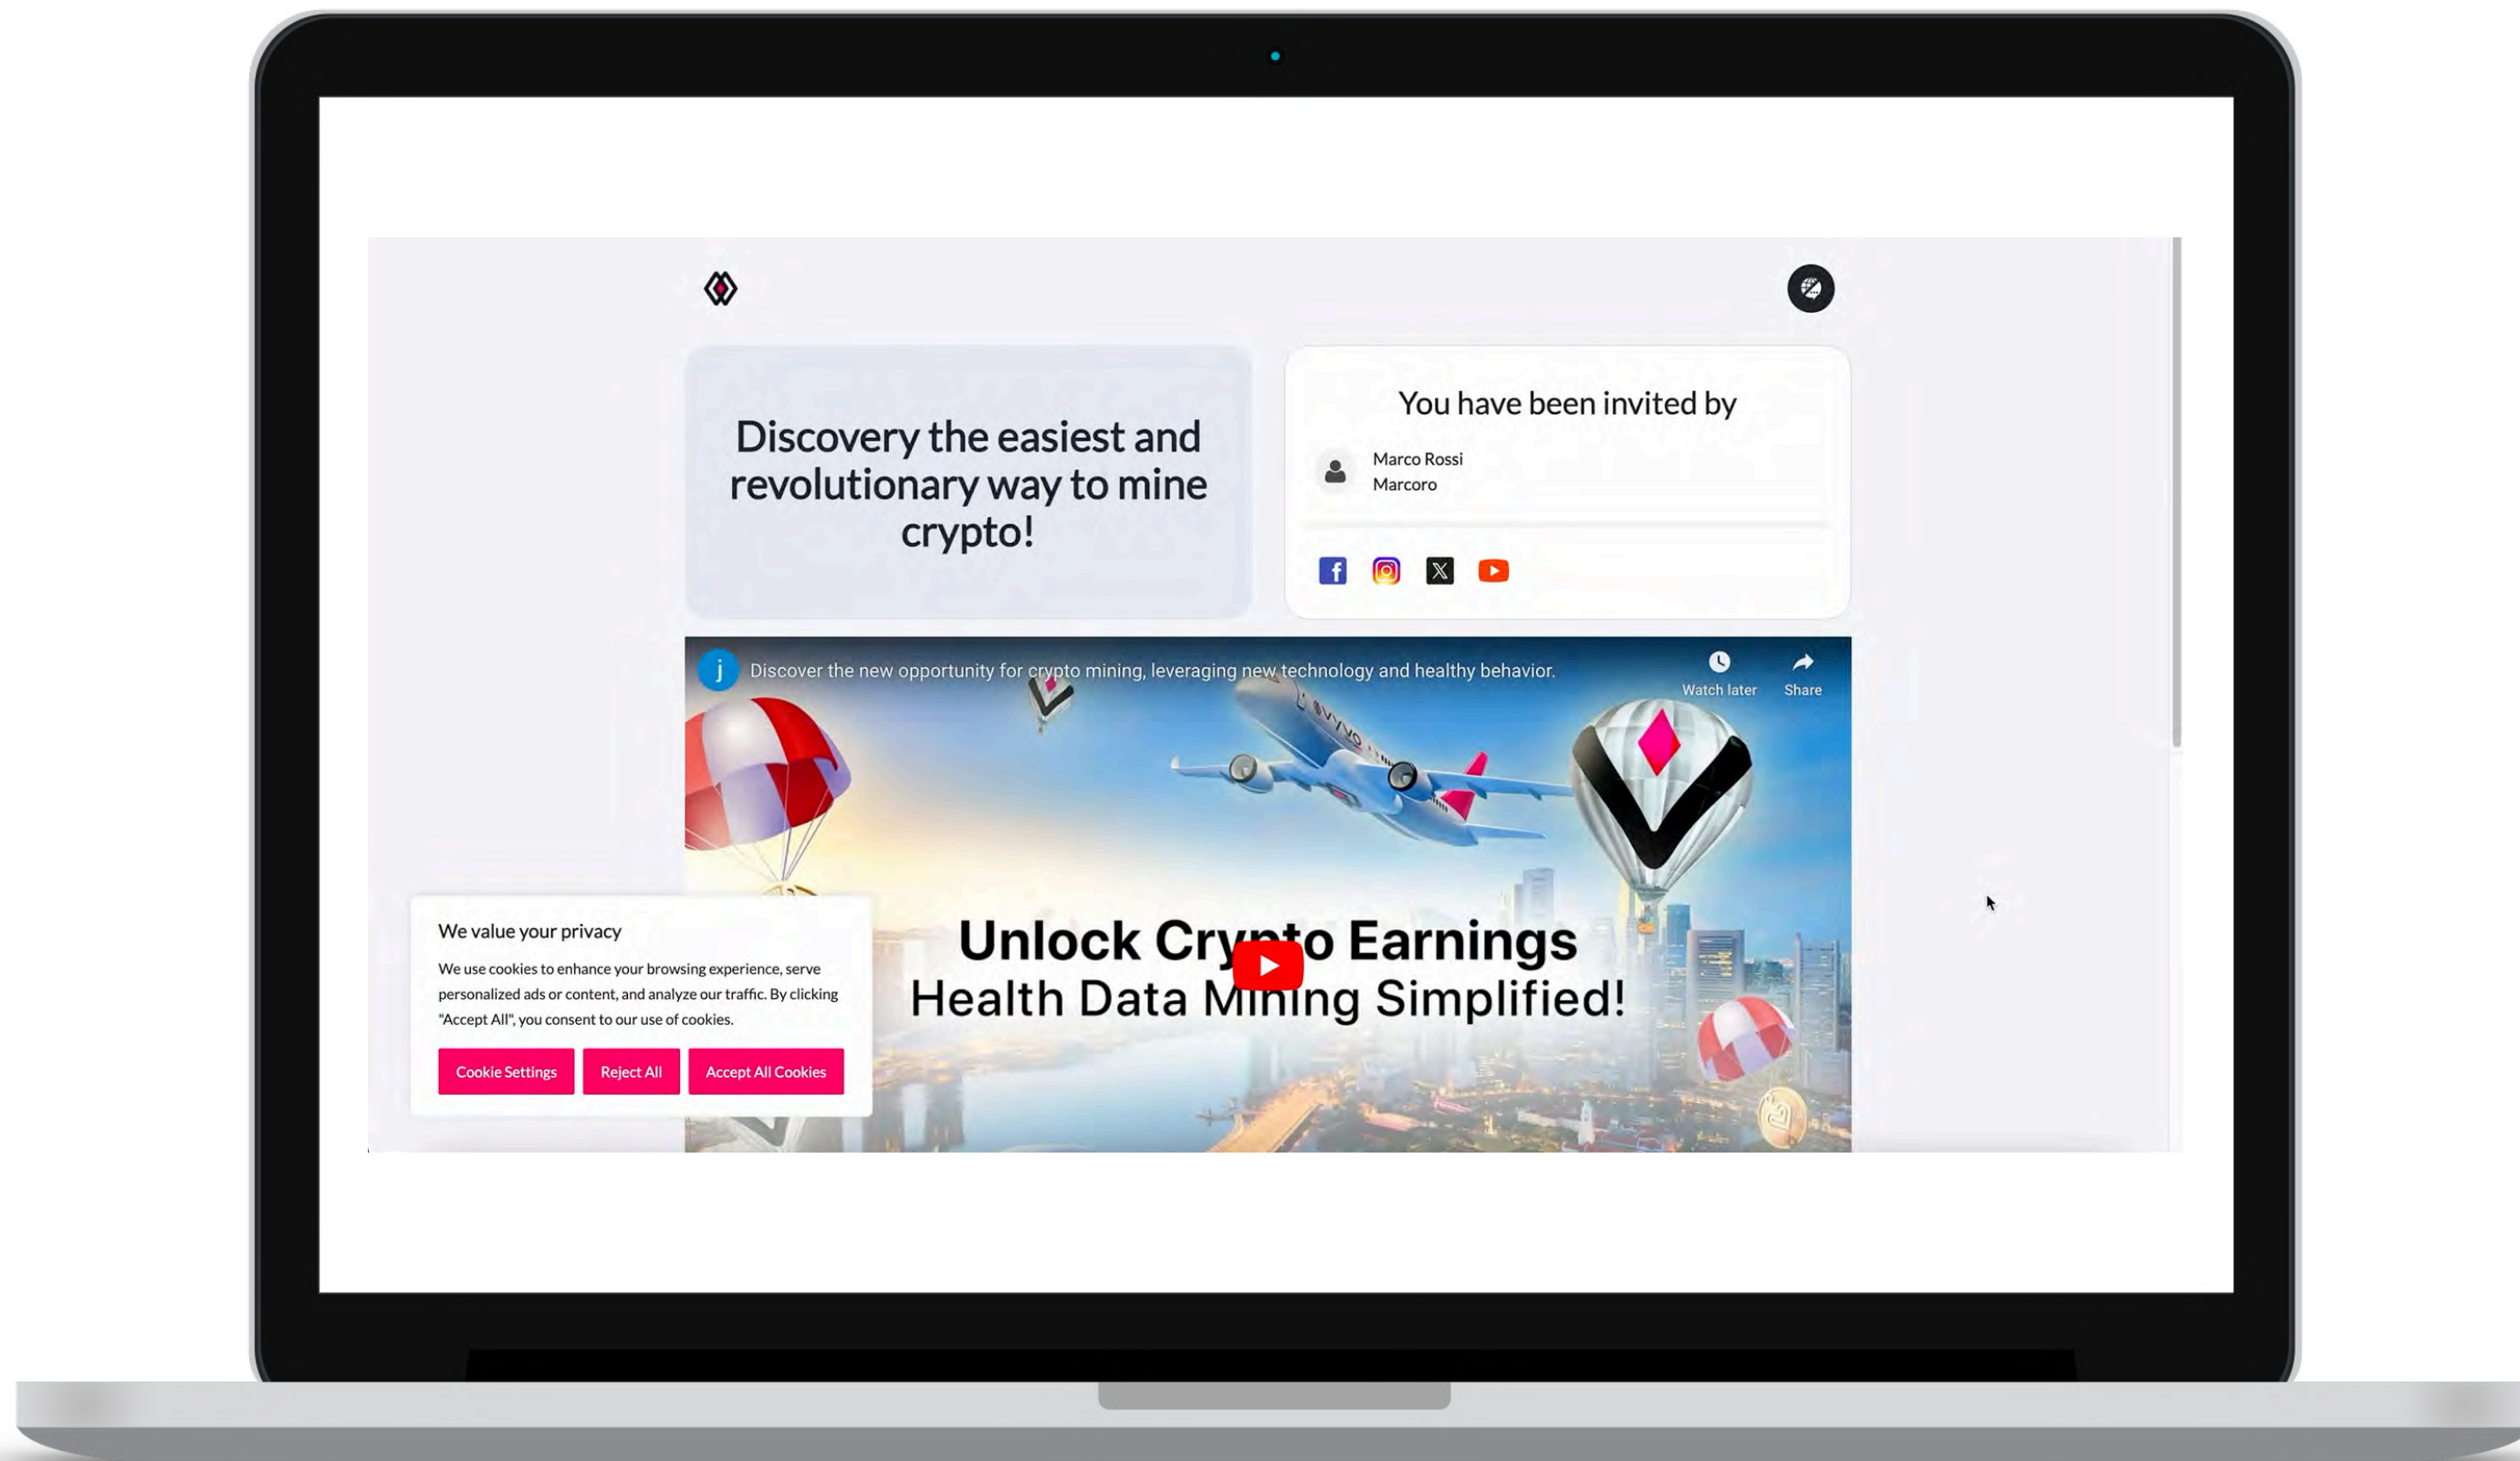 Discovery the easiest and
revolutionary way to mine
crypto!
You have been invited by
Marco Rossi
Marcoro
j
Discover the new opportunity for crypto mining, leveraging new technology and healthy behavior.
Watch later
Share
VYVO
Unlock Crypto Earnings
Health Data Mining Simplified!
We value your privacy
We use cookies to enhance your browsing experience, serve
personalized ads or content, and analyze our traffic. By clicking
"Accept All", you consent to our use of cookies.
Cookie Settings
Reject All
Accept All Cookies